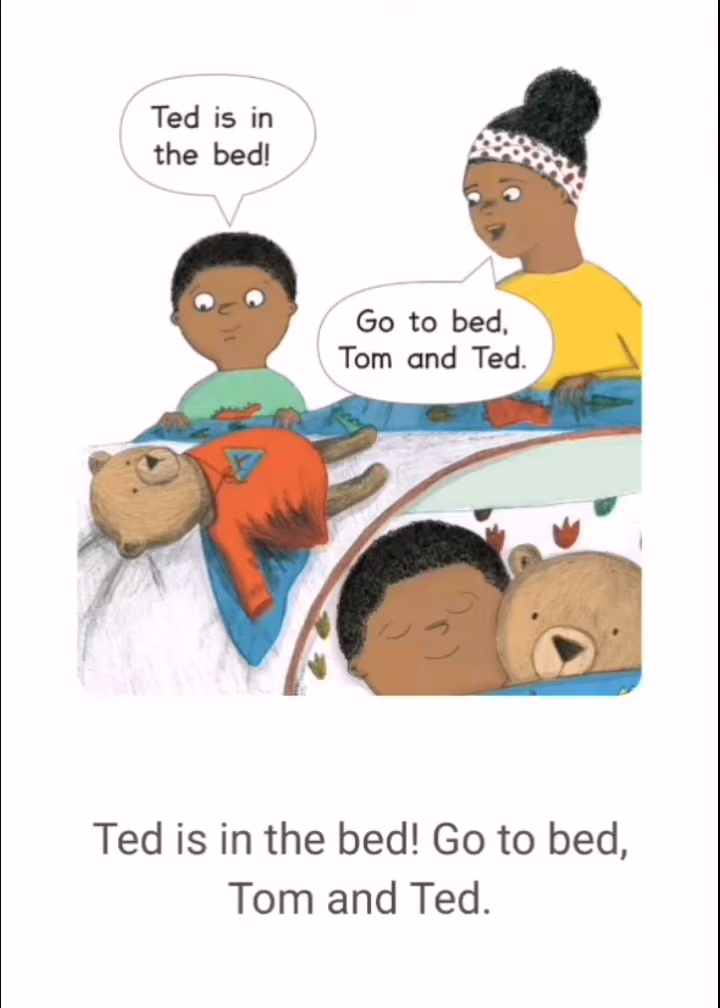 Ted is in
the bed!
Go to bed,
Tom and Ted.
Ted is in the bed! Go to bed,
Tom and Ted.